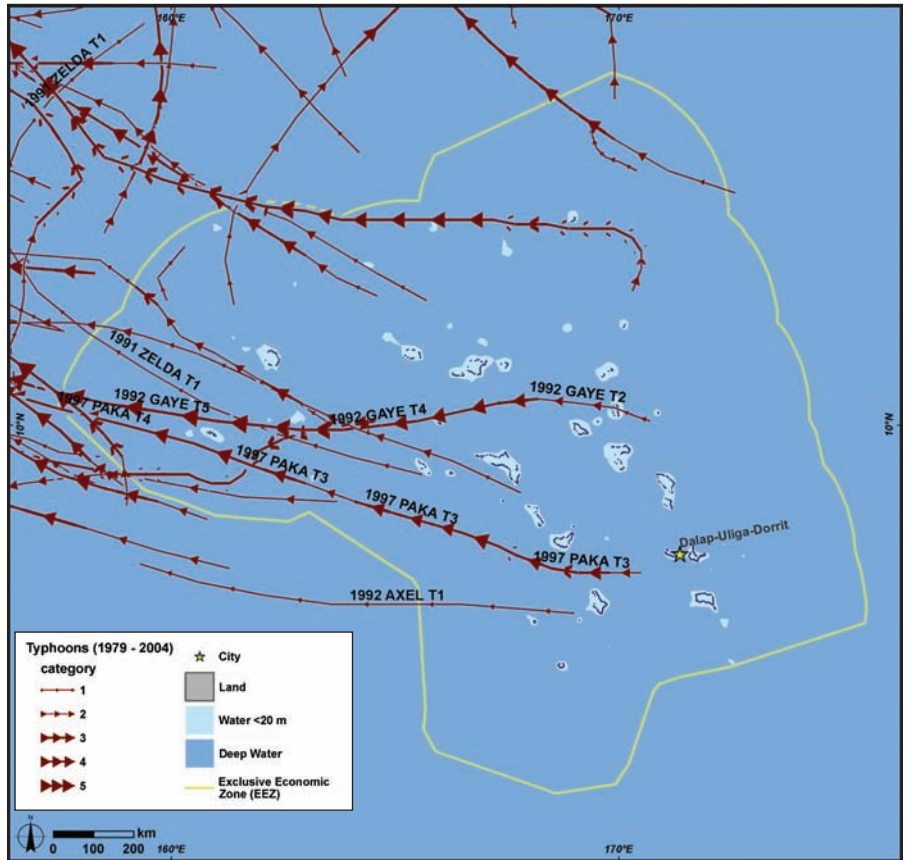 160°E
170°E
1991 ZELDA T1
1991 ZELDA T1
1992 GAYE T2
1992 GAYE T5
1992 GAYE T4
1997 PAKA T4
10°N
10°N
1997 PAKA T3
1997 PAKA T3
Dalap-Uliga-Dorrit
1997 PAKA T3
1992 AXEL T1
Typhoons (1979 - 2004)
category
1
2
3
4
5
City
Land
Water <20 m
Deep Water
Exclusive Economic
Zone (EEZ)
N
km
0 100 200
160°E
170°E